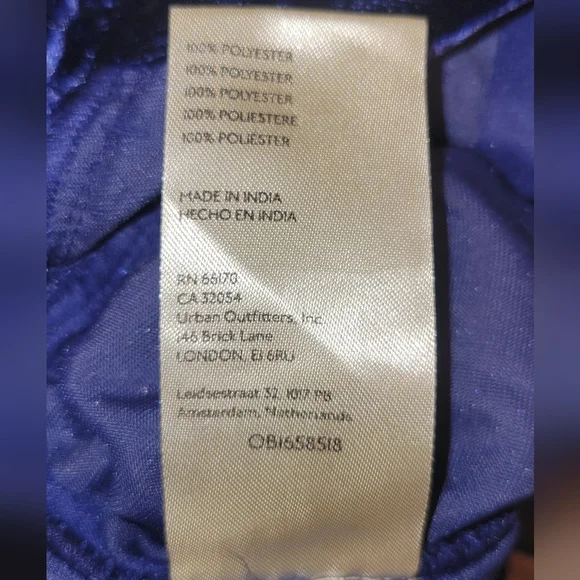 100% POLYESTER
100% POLYESTER
100% POLYESTER
100% POLIESTERE
100% POLIESTER
MADE IN INDIA
HECHO EN INDIA
RN 66170
CA 32054
Urban Outfitters, Inc.
146 Brick Lane
LONDON, E1 6RU
Leidsestraat 32, 1017 PB
Amsterdam, Netherlands
OB1658518